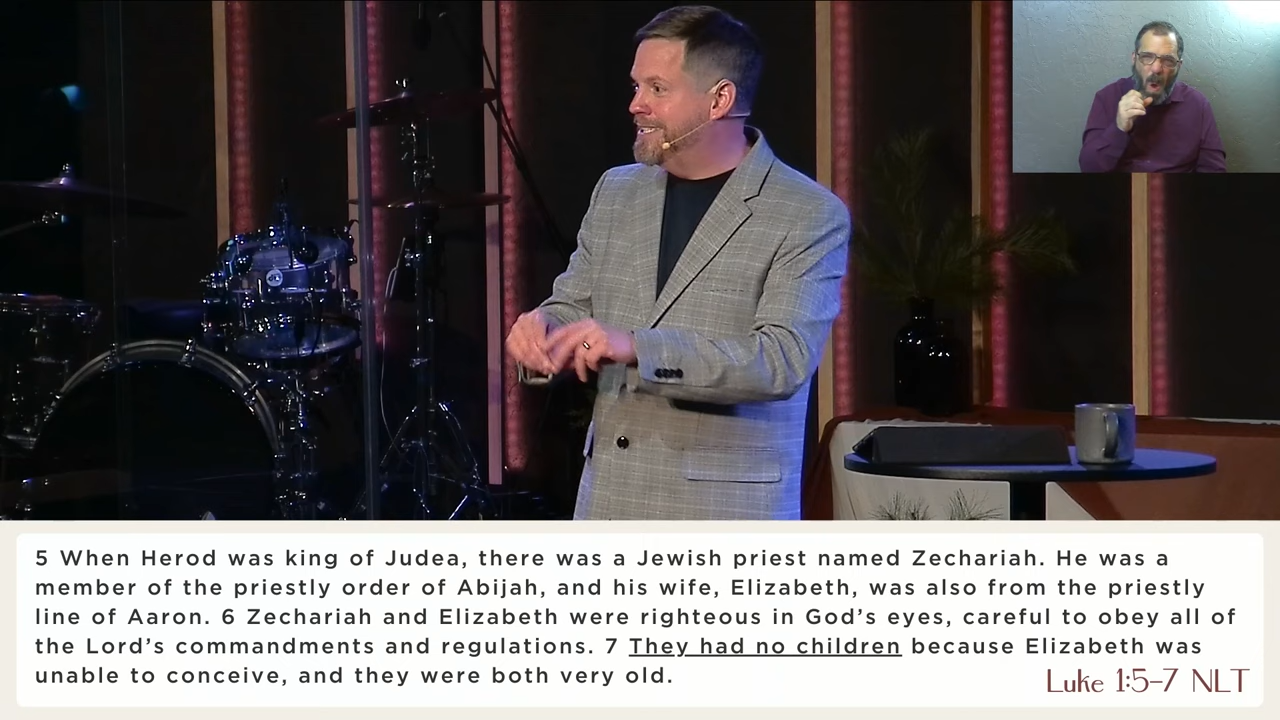 5 When Herod was king of Judea, there was a Jewish priest named Zechariah. He was a
member of the priestly order of Abijah, and his wife, Elizabeth, was also from the priestly
line of Aaron. 6 Zechariah and Elizabeth were righteous in God’s eyes, careful to obey all of
the Lord’s commandments and regulations. 7 They had no children because Elizabeth was
unable to conceive, and they were both very old.
Luke 1:5-7 NLT